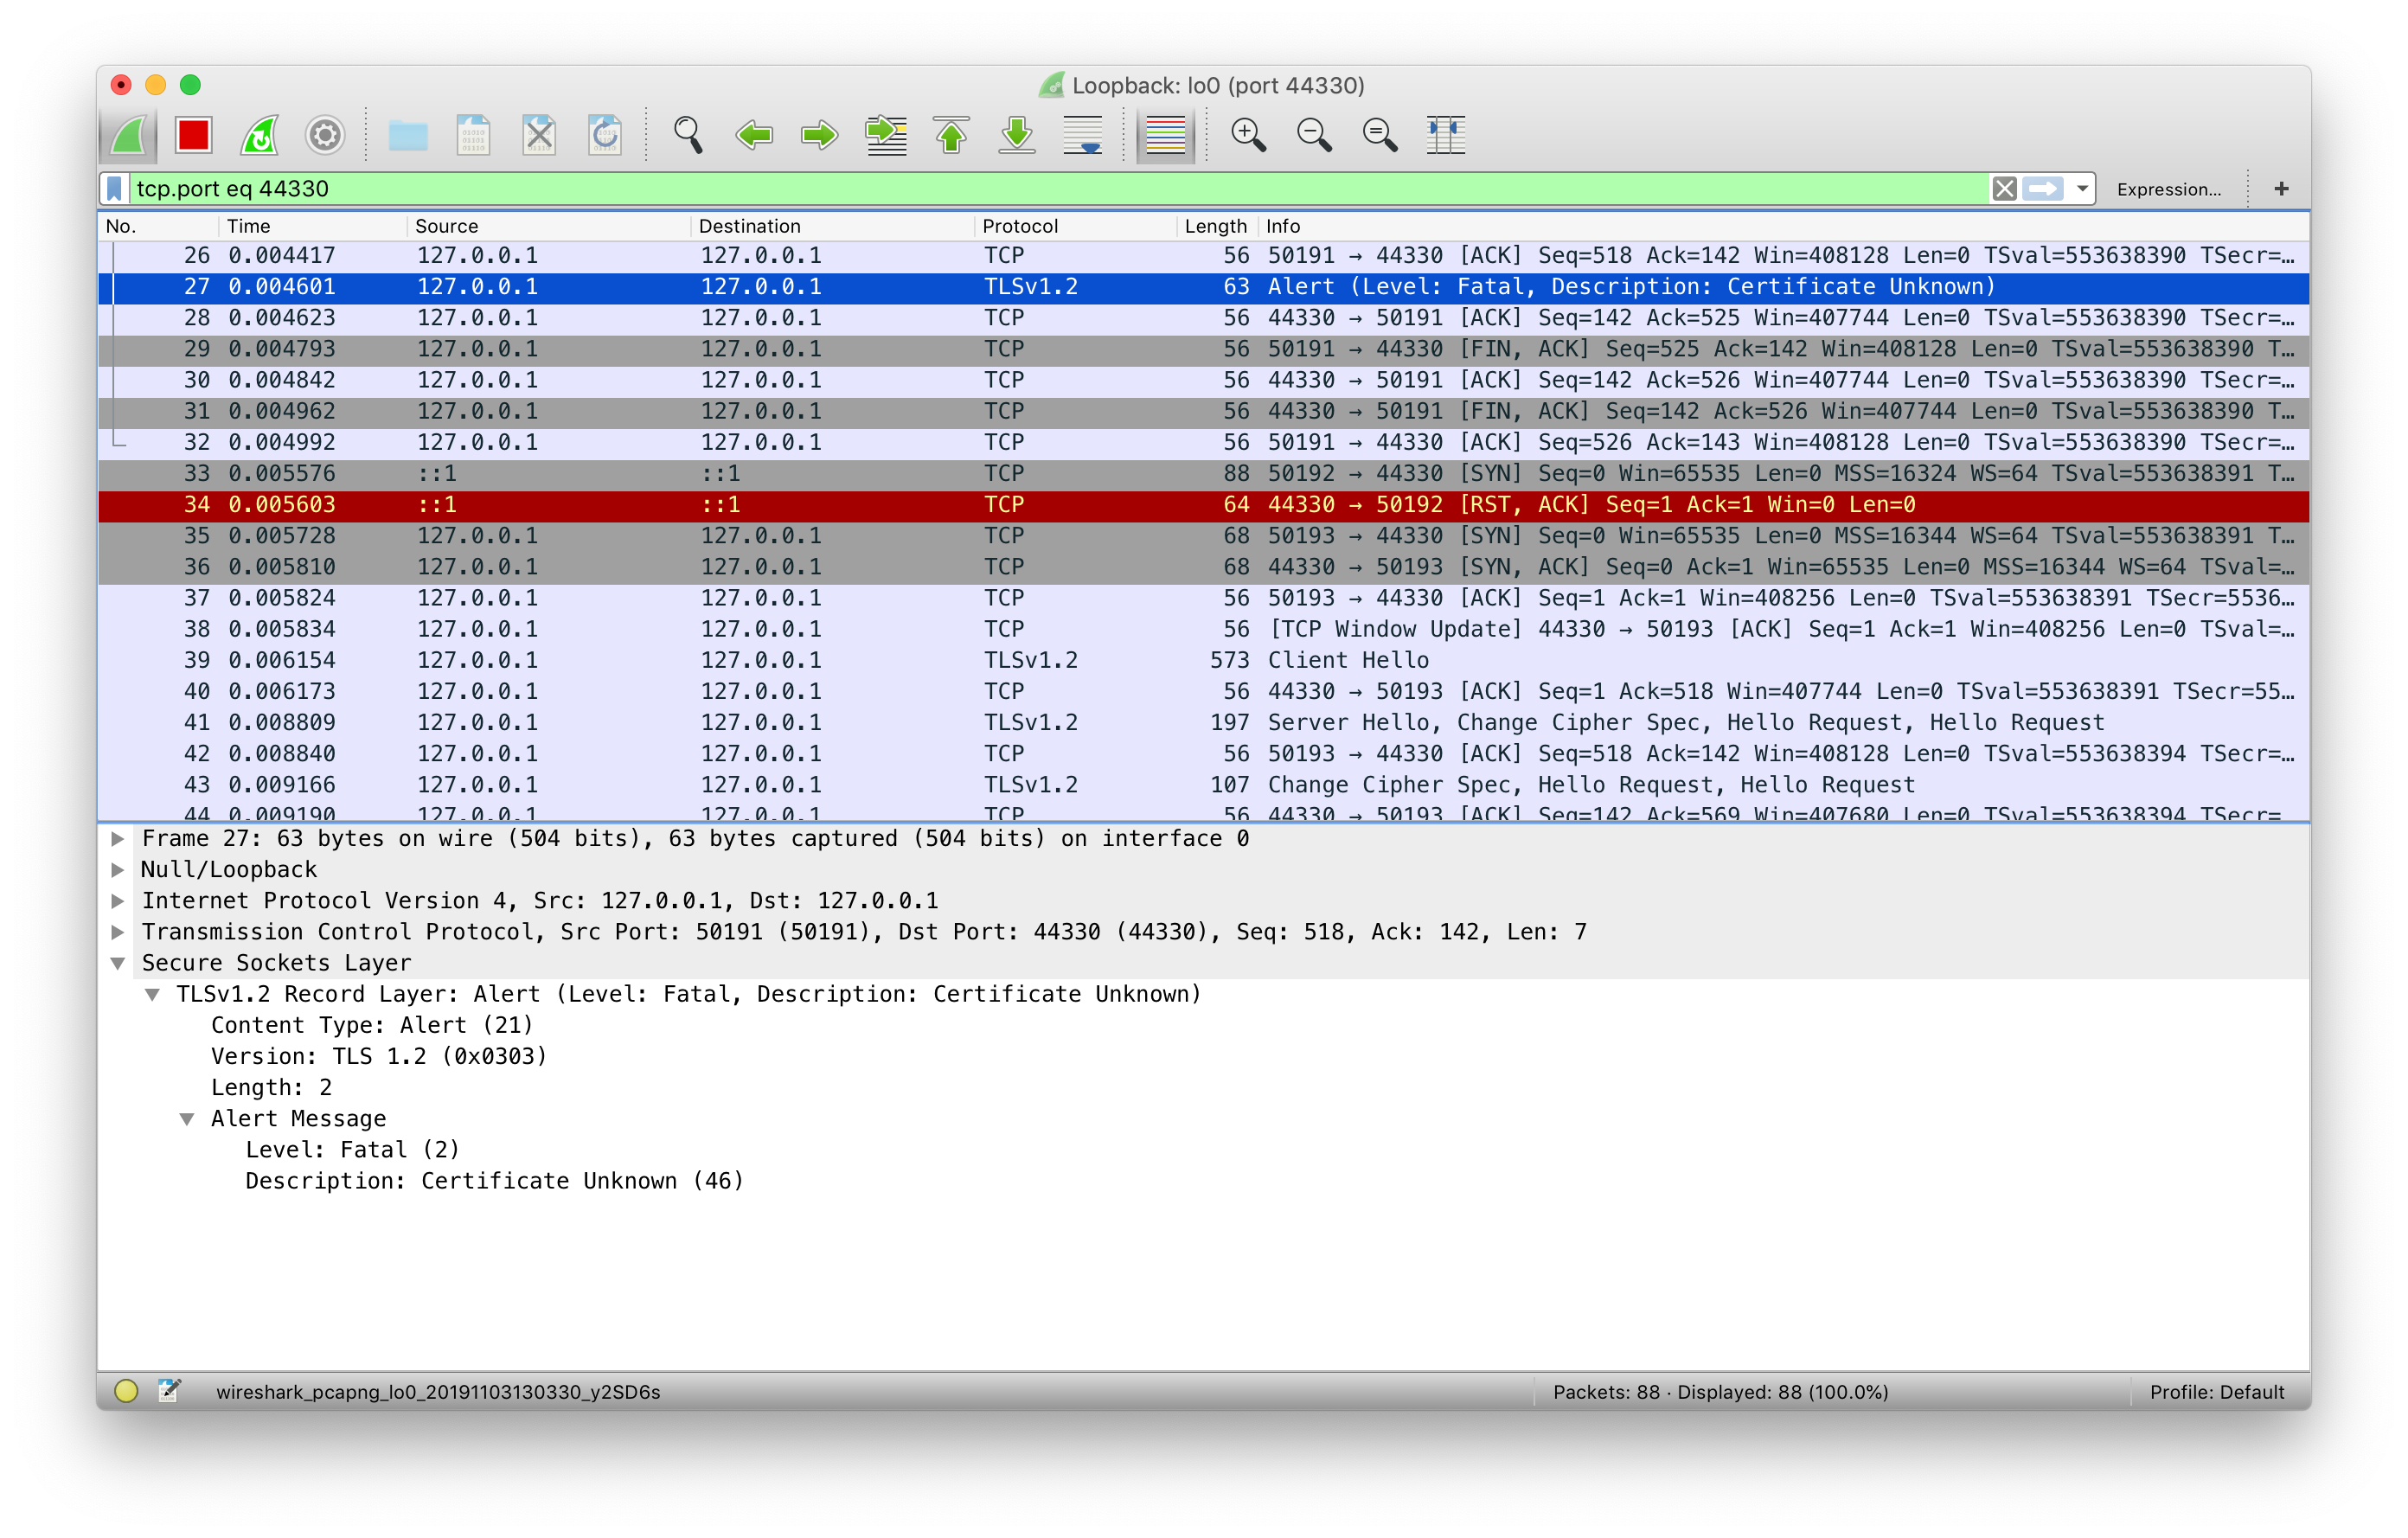 Loopback: lo0 (port 44330)
tcp.port eq 44330
Expression... +
No. Time Source Destination Protocol Length Info
26 0.004417 127.0.0.1 127.0.0.1 TCP 56 50191 → 44330 [ACK] Seq=518 Ack=142 Win=408128 Len=0 TSval=553638390 TSecr=…
27 0.004601 127.0.0.1 127.0.0.1 TLSv1.2 63 Alert (Level: Fatal, Description: Certificate Unknown)
28 0.004623 127.0.0.1 127.0.0.1 TCP 56 44330 → 50191 [ACK] Seq=142 Ack=525 Win=407744 Len=0 TSval=553638390 TSecr=…
29 0.004793 127.0.0.1 127.0.0.1 TCP 56 50191 → 44330 [FIN, ACK] Seq=525 Ack=142 Win=408128 Len=0 TSval=553638390 T…
30 0.004842 127.0.0.1 127.0.0.1 TCP 56 44330 → 50191 [ACK] Seq=142 Ack=526 Win=407744 Len=0 TSval=553638390 TSecr=…
31 0.004962 127.0.0.1 127.0.0.1 TCP 56 44330 → 50191 [FIN, ACK] Seq=142 Ack=526 Win=407744 Len=0 TSval=553638390 T…
32 0.004992 127.0.0.1 127.0.0.1 TCP 56 50191 → 44330 [ACK] Seq=526 Ack=143 Win=408128 Len=0 TSval=553638390 TSecr=…
33 0.005576 ::1 ::1 TCP 88 50192 → 44330 [SYN] Seq=0 Win=65535 Len=0 MSS=16324 WS=64 TSval=553638391 T…
34 0.005603 ::1 ::1 TCP 64 44330 → 50192 [RST, ACK] Seq=1 Ack=1 Win=0 Len=0
35 0.005728 127.0.0.1 127.0.0.1 TCP 68 50193 → 44330 [SYN] Seq=0 Win=65535 Len=0 MSS=16344 WS=64 TSval=553638391 T…
36 0.005810 127.0.0.1 127.0.0.1 TCP 68 44330 → 50193 [SYN, ACK] Seq=0 Ack=1 Win=65535 Len=0 MSS=16344 WS=64 TSval=…
37 0.005824 127.0.0.1 127.0.0.1 TCP 56 50193 → 44330 [ACK] Seq=1 Ack=1 Win=408256 Len=0 TSval=553638391 TSecr=5536…
38 0.005834 127.0.0.1 127.0.0.1 TCP 56 [TCP Window Update] 44330 → 50193 [ACK] Seq=1 Ack=1 Win=408256 Len=0 TSval=…
39 0.006154 127.0.0.1 127.0.0.1 TLSv1.2 573 Client Hello
40 0.006173 127.0.0.1 127.0.0.1 TCP 56 44330 → 50193 [ACK] Seq=1 Ack=518 Win=407744 Len=0 TSval=553638391 TSecr=55…
41 0.008809 127.0.0.1 127.0.0.1 TLSv1.2 197 Server Hello, Change Cipher Spec, Hello Request, Hello Request
42 0.008840 127.0.0.1 127.0.0.1 TCP 56 50193 → 44330 [ACK] Seq=518 Ack=142 Win=408128 Len=0 TSval=553638394 TSecr=…
43 0.009166 127.0.0.1 127.0.0.1 TLSv1.2 107 Change Cipher Spec, Hello Request, Hello Request
44 0.009190 127.0.0.1 127.0.0.1 TCP 56 44330 → 50193 [ACK] Seq=142 Ack=569 Win=407680 Len=0 TSval=553638394 TSecr=…
Frame 27: 63 bytes on wire (504 bits), 63 bytes captured (504 bits) on interface 0
Null/Loopback
Internet Protocol Version 4, Src: 127.0.0.1, Dst: 127.0.0.1
Transmission Control Protocol, Src Port: 50191 (50191), Dst Port: 44330 (44330), Seq: 518, Ack: 142, Len: 7
Secure Sockets Layer
TLSv1.2 Record Layer: Alert (Level: Fatal, Description: Certificate Unknown)
Content Type: Alert (21)
Version: TLS 1.2 (0x0303)
Length: 2
Alert Message
Level: Fatal (2)
Description: Certificate Unknown (46)
wireshark_pcapng_lo0_20191103130330_y2SD6s
Packets: 88 · Displayed: 88 (100.0%)
Profile: Default